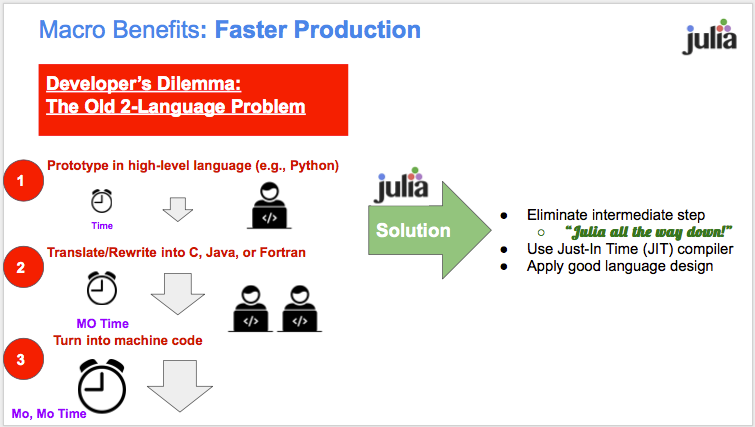 Macro Benefits: Faster Production
julia
Developer's Dilemma:
The Old 2-Language Problem
1
Prototype in high-level language (e.g., Python)
Time
</>
2
Translate/Rewrite into C, Java, or Fortran
MO Time
</>
</>
3
Turn into machine code
Mo, Mo Time
julia
Solution
● Eliminate intermediate step
○ “Julia all the way down!”
● Use Just-In Time (JIT) compiler
● Apply good language design